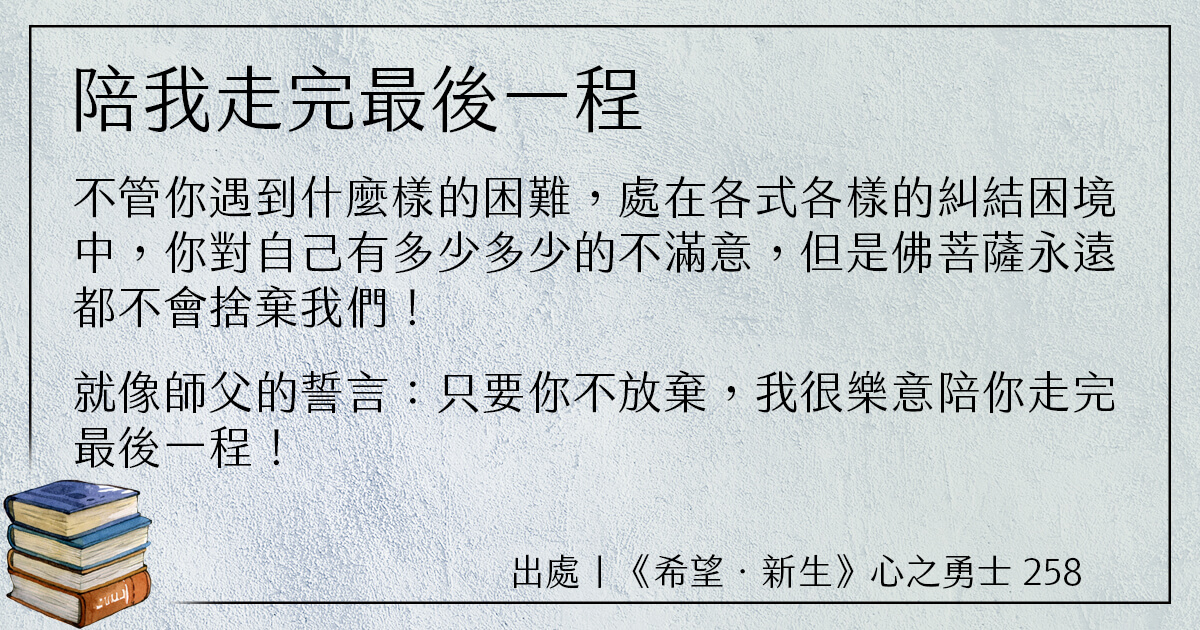 陪我走完最後一程
不管你遇到什麼樣的困難，處在各式各樣的糾結困境
中，你對自己有多少多少的不滿意，但是佛菩薩永遠
都不會捨棄我們！
就像師父的誓言：只要你不放棄，我很樂意陪你走完
最後一程！
出處丨《希望‧新生》心之勇士 258